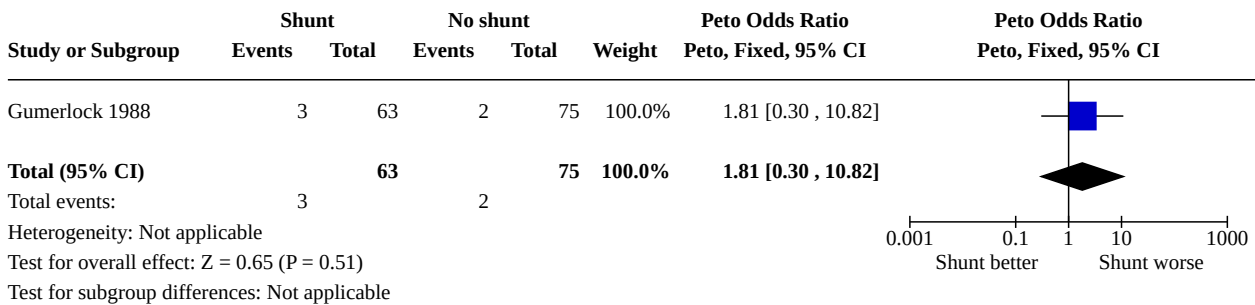 Shunt No shunt Peto Odds Ratio Peto Odds Ratio
Study or Subgroup Events Total Events Total Weight Peto, Fixed, 95% CI Peto, Fixed, 95% CI
Gumerlock 1988 3 63 2 75 100.0% 1.81 [0.30 , 10.82]
Total (95% CI) 63 75 100.0% 1.81 [0.30 , 10.82]
Total events: 3 2
Heterogeneity: Not applicable
Test for overall effect: Z = 0.65 (P = 0.51)
Test for subgroup differences: Not applicable
0.001 0.1 1 10 1000
Shunt better Shunt worse